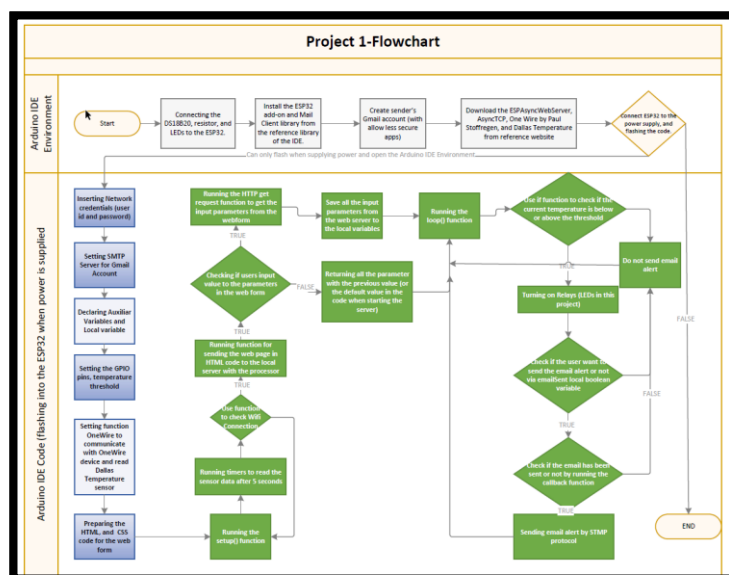 Project 1-Flowchart
Arduino IDE
Environment
Start
Connecting the
DS18B20, resistor, and
LEDs to the ESP32.
Install the ESP32
add-on and Mail
Client library from
the reference library
of the IDE.
Create sender's
Gmail account (with
allow less secure
apps)
Download the ESPAsyncWebServer,
AsyncTCP, One Wire by Paul
Stoffregen, and Dallas Temperature
from reference website
Connect ESP32 to the
power supply, and
flashing the code.
Can only flash when supplying power and open the Arduino IDE Environment
Arduino IDE Code (flashing into the ESP32 when power is supplied
Inserting Network
credentials (user
id and password)
Setting SMTP
Server for Gmail
Account
Declaring Auxiliar
Variables and
Local variable
Setting the GPIO
pins, temperature
threshold
Setting function
OneWire to
communicate with
OneWire device
and read
Dallas
Temperature
sensor
Preparing the
HTML, and CSS
code for the web
form
Running the
setup() function
Running timers to read the
sensor data after 5 seconds
Use function
to check Wifi
Connection
TRUE
Running function for
sending the web page in
HTML code to the local
server with the processor
TRUE
Checking if users input
value to the parameters
in the web form
TRUE
FALSE
Running the HTTP get
request function to get the
input parameters from the
webform
Save all the input
parameters from
the web server to
the local variables
Returning all the parameter
with the previous value (or
the default value in the
code when starting the
server)
Running the
loop() function
Use if function to check if the
current temperature is below
or above the threshold
TRUE
Do not send email
alert
Turning on Relays (LEDs in this
project)
FALSE
Check if the user want to
send the email alert or not
via emailsent local boolean
variable
FALSE
TRUE
Check if the email has been
sent or not by running the
callback function
TRUE
Sending email alert by STMP
protocol
END